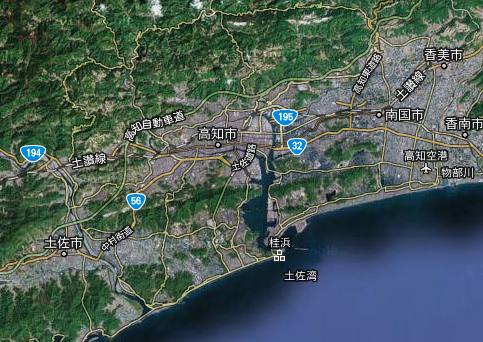 香美市
高知東道路
土讃線
195
南国市
高知自動車道
高知市
香南市
194
土讃線
土佐道路
32
高知空港
物部川
56
土佐市
中村街道
桂浜
土佐湾